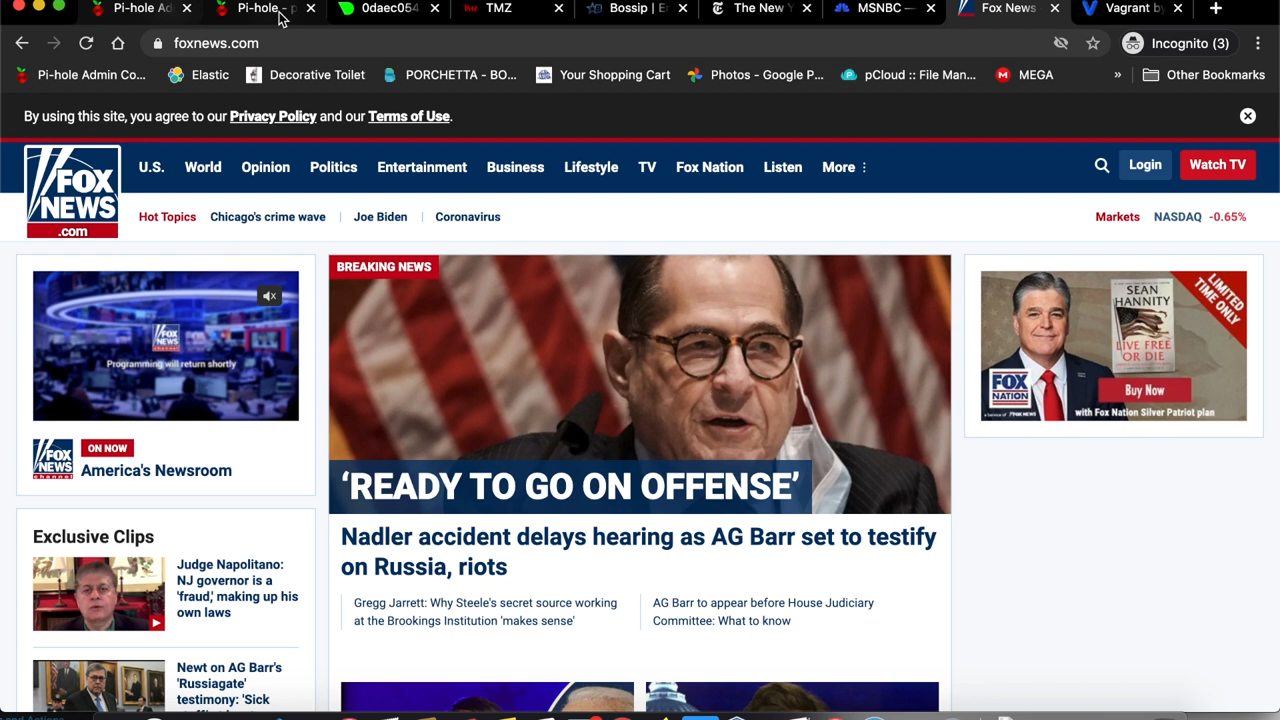 Pi-hole Ad
Pi-hole - p
0daec054
TMZ
Bossip | E
The New Y
MSNBC —
Fox News
Vagrant by
foxnews.com
Incognito (3)
Pi-hole Admin Co...
Elastic
Decorative Toilet
PORCHETTA - BO...
Your Shopping Cart
Photos - Google P...
pCloud :: File Man...
MEGA
»
Other Bookmarks
By using this site, you agree to our Privacy Policy and our Terms of Use.
FOX
NEWS
.com
U.S.
World
Opinion
Politics
Entertainment
Business
Lifestyle
TV
Fox Nation
Listen
More
Login
Watch TV
Hot Topics
Chicago's crime wave
Joe Biden
Coronavirus
Markets
NASDAQ -0.65%
FOX
NEWS
channel
Programming will return shortly
FOX
NEWS
channel
ON NOW
America's Newsroom
Exclusive Clips
Judge Napolitano:
NJ governor is a
'fraud,' making up his
own laws
Newt on AG Barr's
'Russiagate'
testimony: 'Sick
BREAKING NEWS
‘READY TO GO ON OFFENSE’
Nadler accident delays hearing as AG Barr set to testify
on Russia, riots
Gregg Jarrett: Why Steele's secret source working
at the Brookings Institution 'makes sense'
AG Barr to appear before House Judiciary
Committee: What to know
LIMITED
TIME ONLY
SEAN
HANNITY
LIVE FREE
OR DIE
FOX
NATION
Buy Now
with Fox Nation Silver Patriot plan